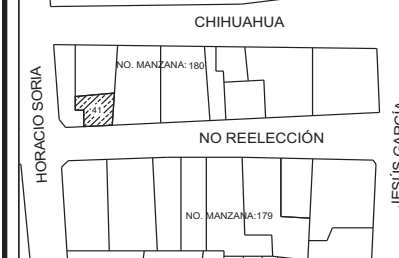 CHIHUAHUA
NO. MANZANA: 180
41
HORACIO SORIA
NO REELECCIÓN
JESÚS GARCÍA
NO. MANZANA:179